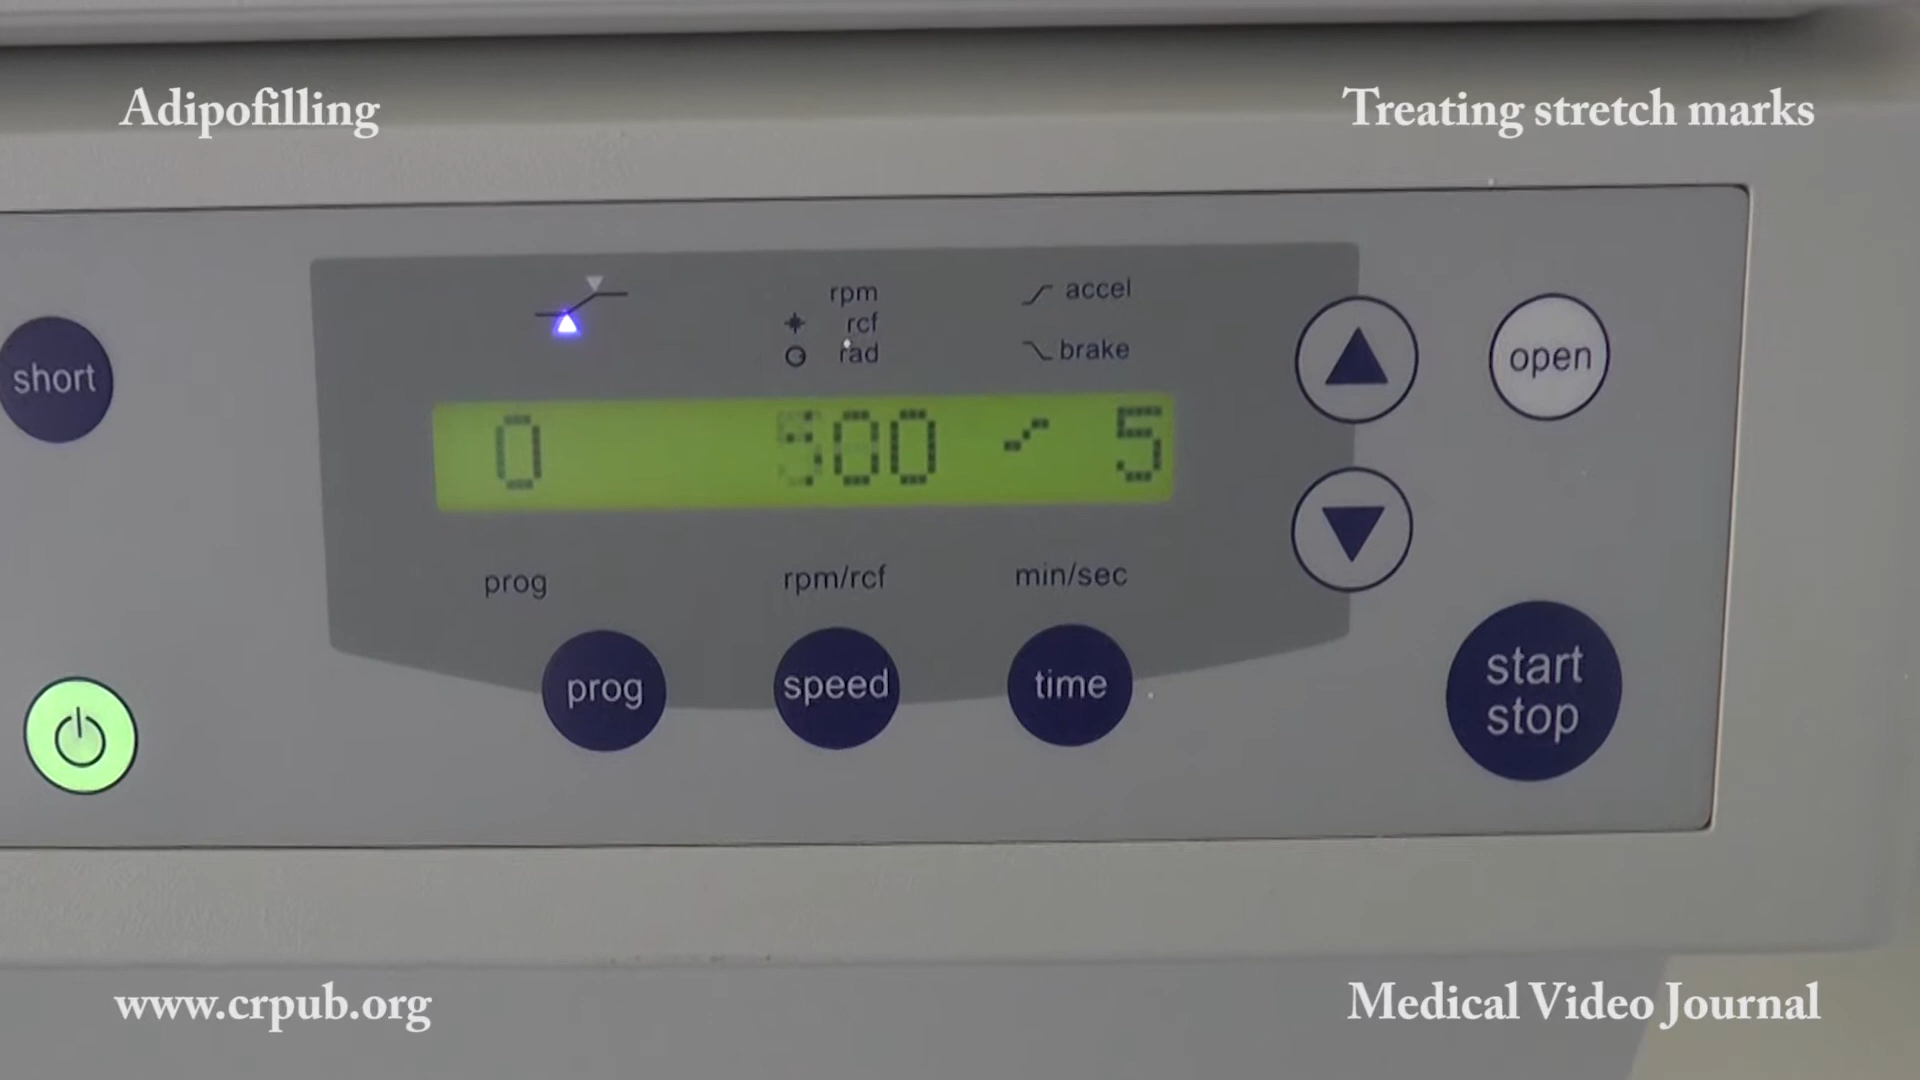 Adipofilling
Treating stretch marks
rpm
rcf
rad
accel
brake
short
open
0
5
prog
rpm/rcf
min/sec
prog
speed
time
start
stop
www.crpub.org
Medical Video Journal